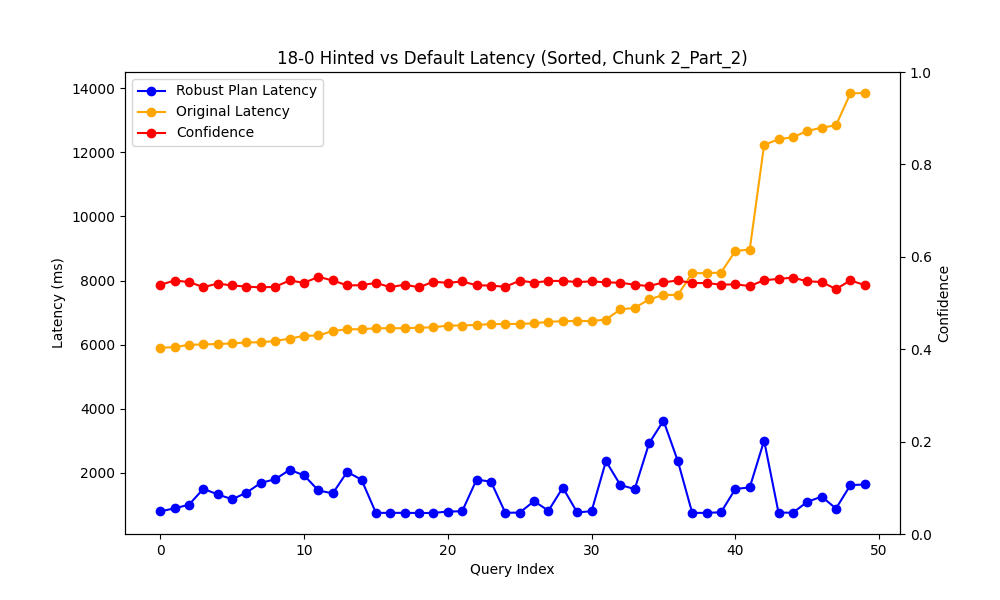 18-0 Hinted vs Default Latency (Sorted, Chunk 2_Part_2)
Robust Plan Latency
Original Latency
Confidence
14000
12000
10000
8000
6000
4000
2000
Latency (ms)
1.0
0.8
0.6
0.4
0.2
0.0
Confidence
0 10 20 30 40 50
Query Index